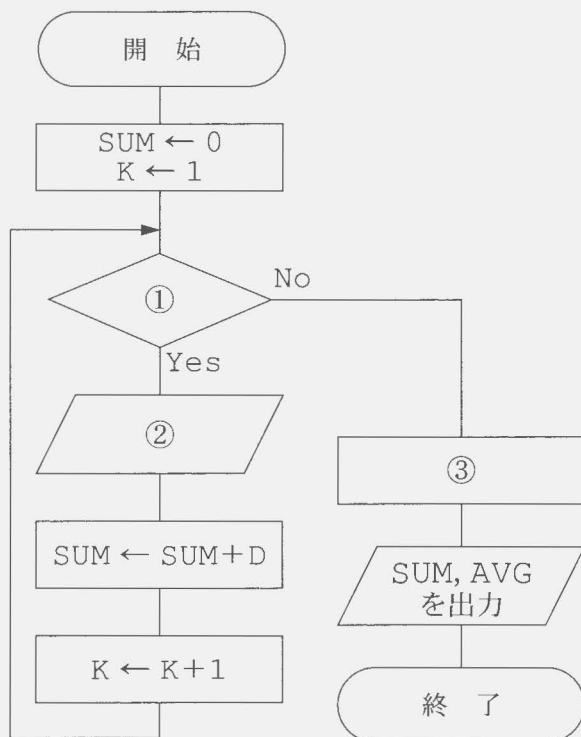 開 始
SUM ← 0
K ← 1
①
No
Yes
②
SUM ← SUM+D
K ← K+1
③
SUM, AVG
を出力
終 了